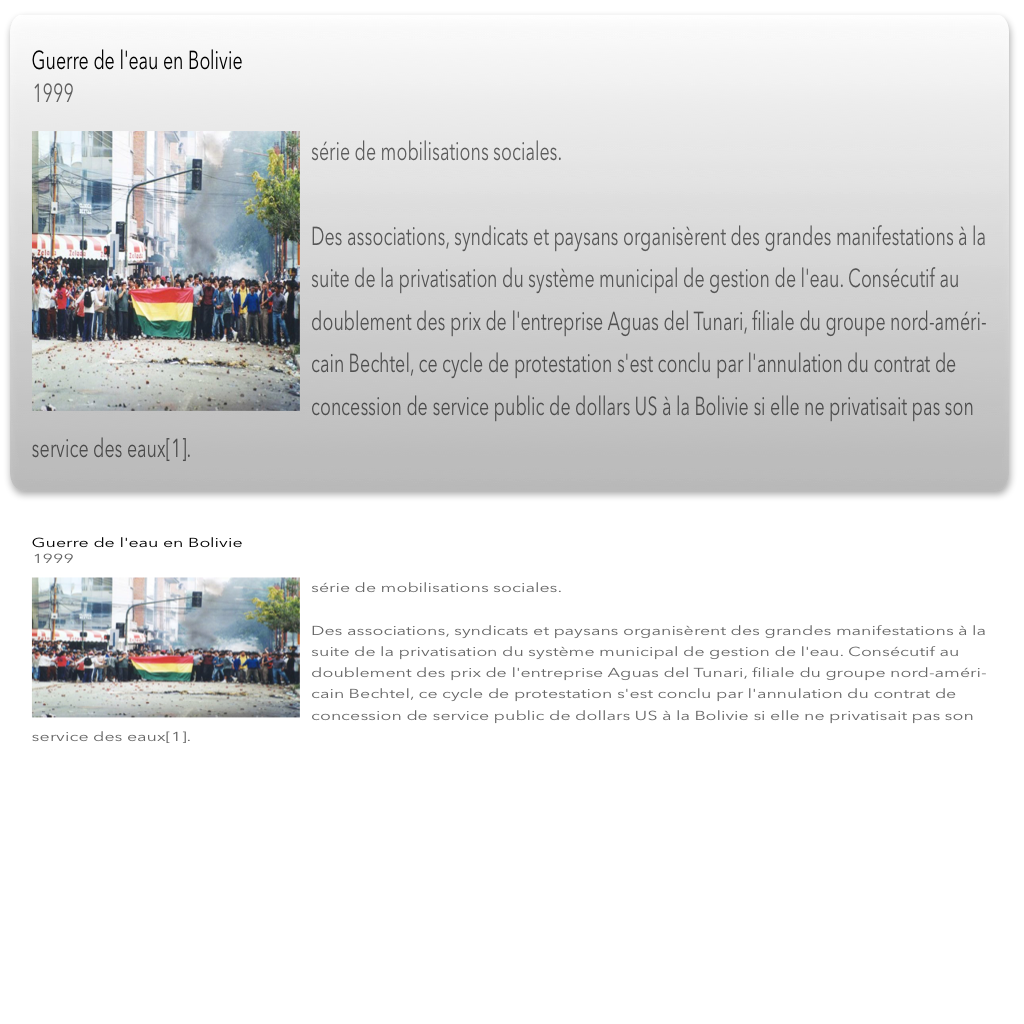 Guerre de l'eau en Bolivie
1999
série de mobilisations sociales.
Des associations, syndicats et paysans organisèrent des grandes manifestations à la
suite de la privatisation du système municipal de gestion de l'eau. Consécutif au
doublement des prix de l'entreprise Aguas del Tunari, filiale du groupe nord-améri-
cain Bechtel, ce cycle de protestation s'est conclu par l'annulation du contrat de
concession de service public de dollars US à la Bolivie si elle ne privatisait pas son
service des eaux[1].
Guerre de l'eau en Bolivie
1999
série de mobilisations sociales.
Des associations, syndicats et paysans organisèrent des grandes manifestations à la
suite de la privatisation du système municipal de gestion de l'eau. Consécutif au
doublement des prix de l'entreprise Aguas del Tunari, filiale du groupe nord-améri-
cain Bechtel, ce cycle de protestation s'est conclu par l'annulation du contrat de
concession de service public de dollars US à la Bolivie si elle ne privatisait pas son
service des eaux[1].